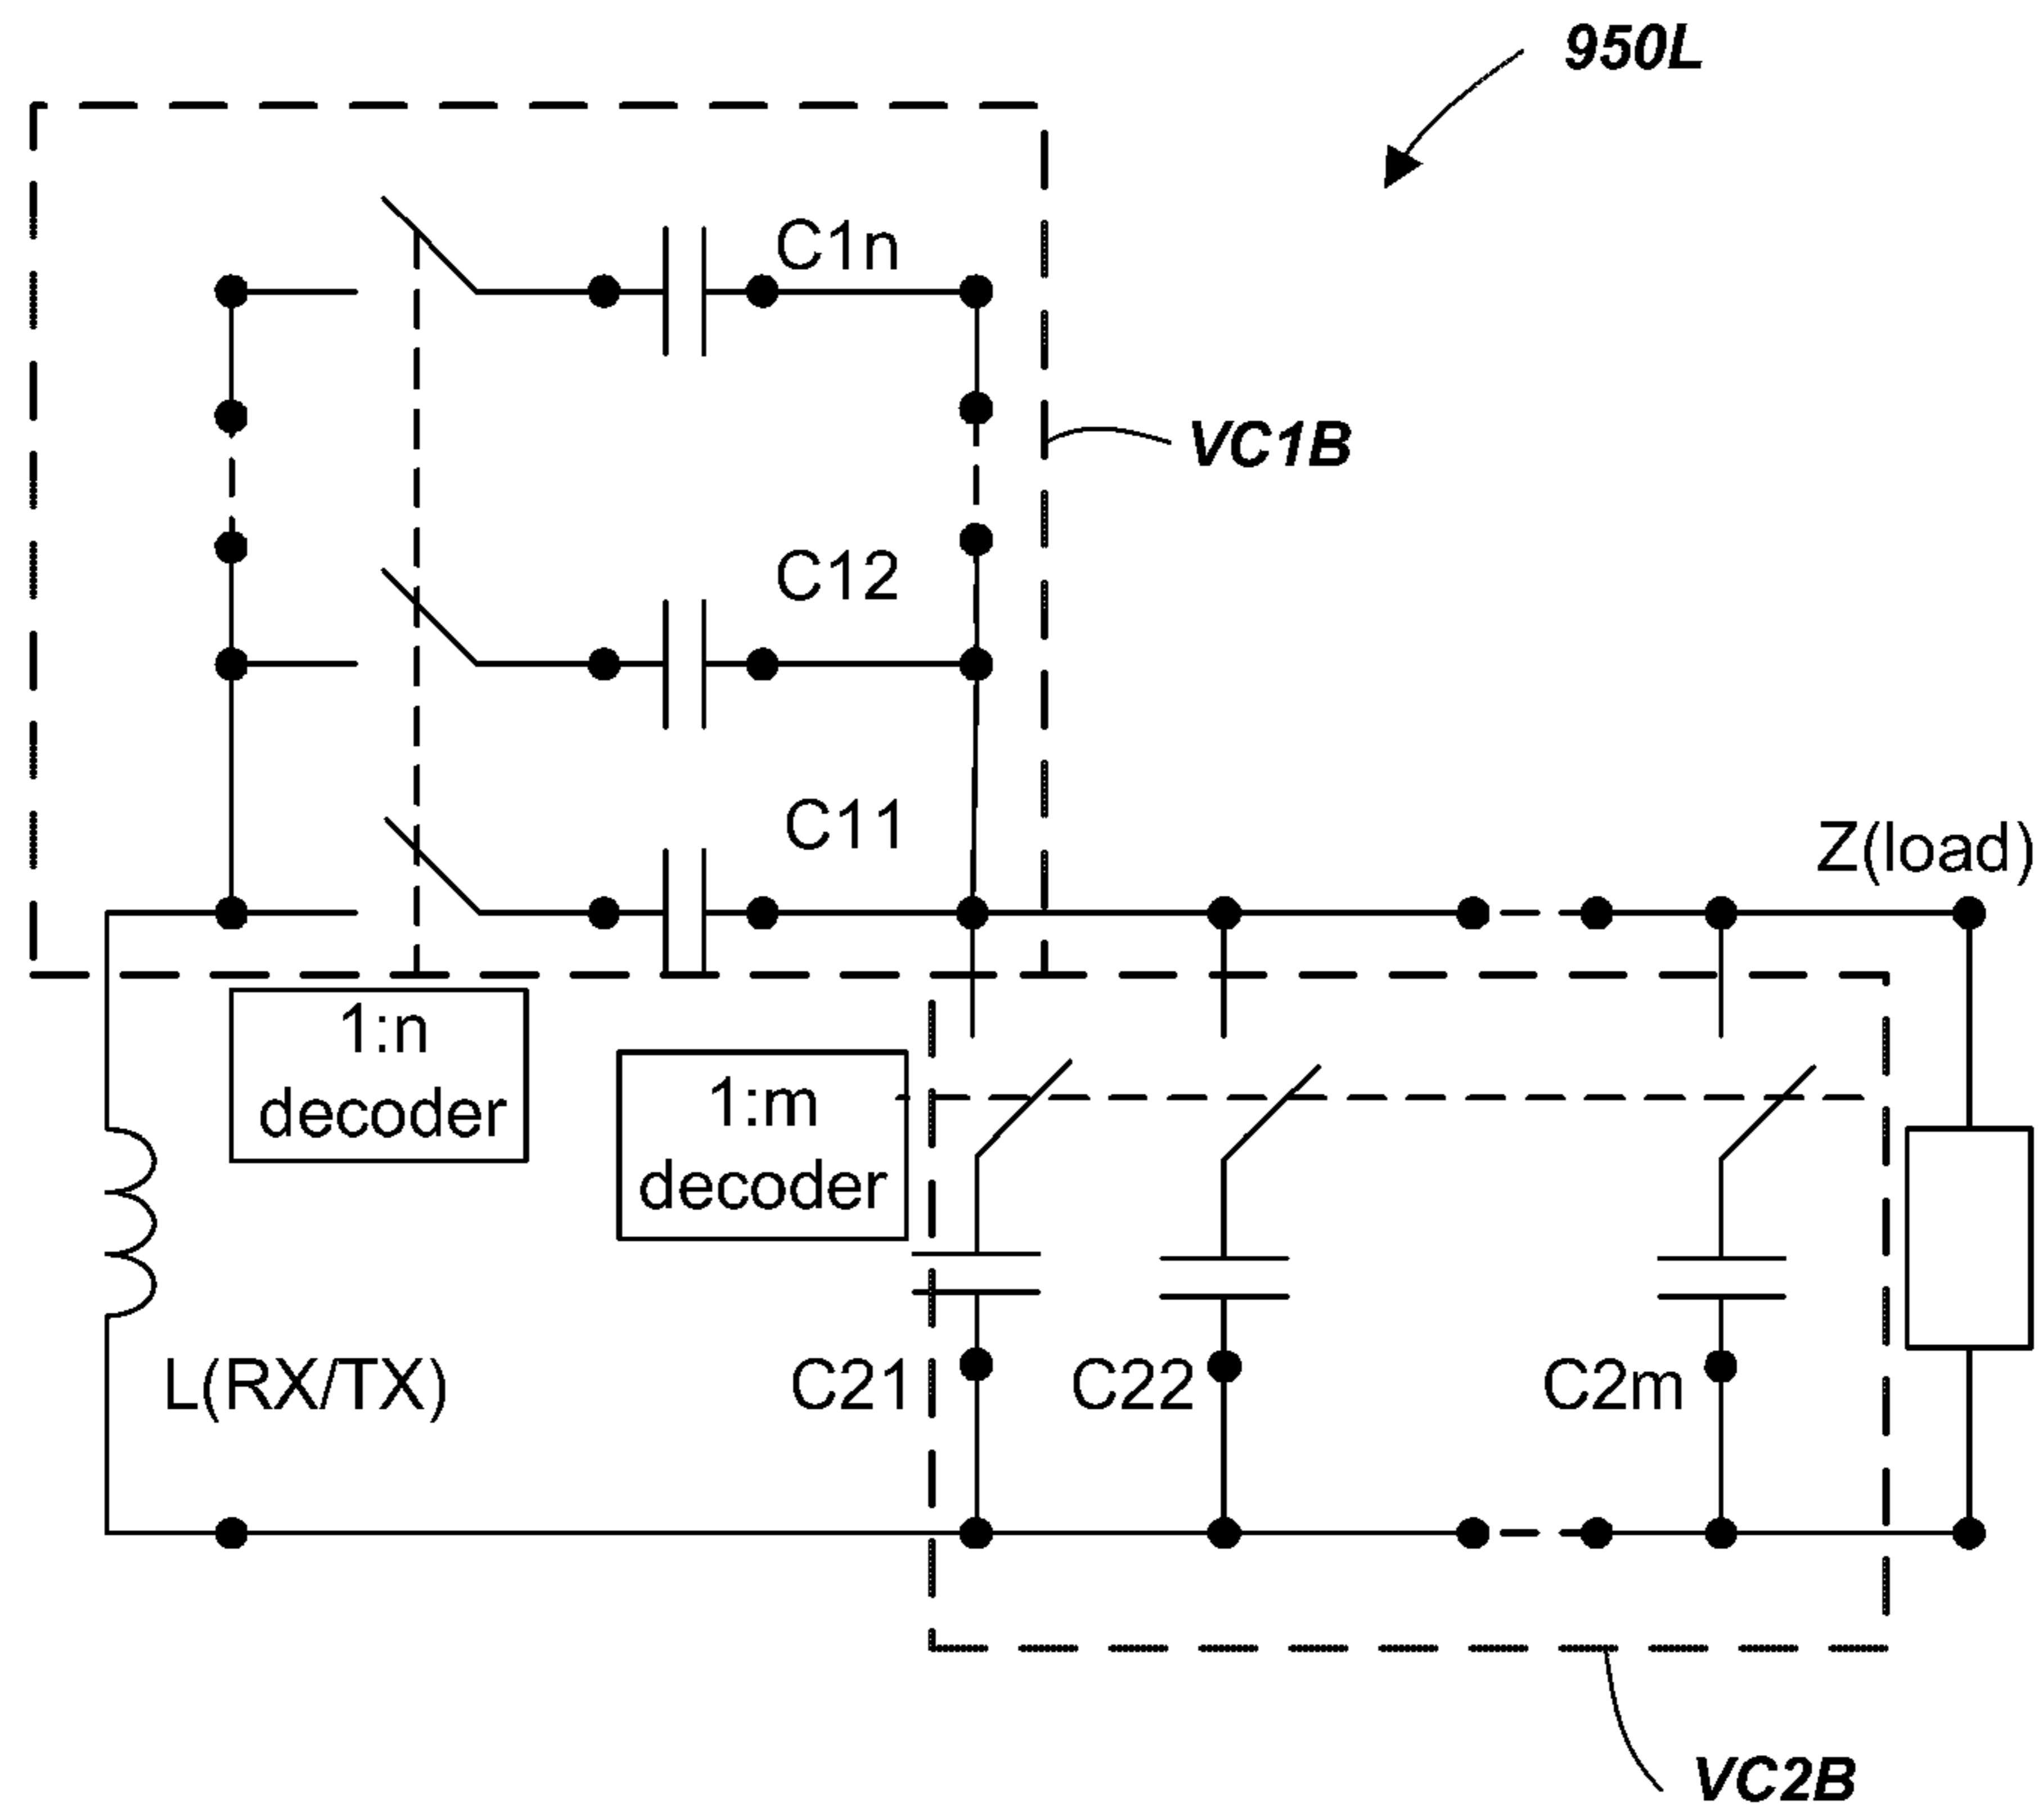 950L
C1n
VC1B
C12
C11
Z(load)
1:n
decoder
1:m
decoder
L(RX/TX)
C21
C22
C2m
VC2B